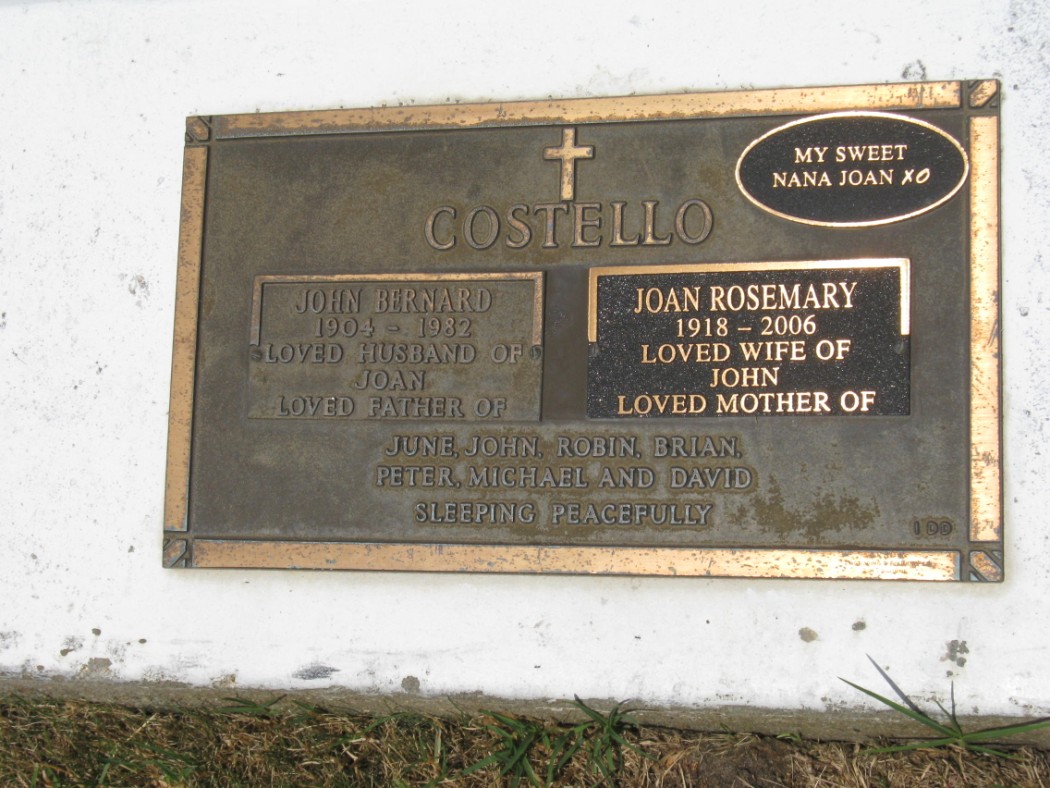 MY SWEET
NANA JOAN XO
COSTELLO
JOHN BERNARD
1904 - 1982
LOVED HUSBAND OF
JOAN
LOVED FATHER OF
JOAN ROSEMARY
1918 – 2006
LOVED WIFE OF
JOHN
LOVED MOTHER OF
JUNE, JOHN, ROBIN, BRIAN,
PETER, MICHAEL AND DAVID
SLEEPING PEACEFULLY